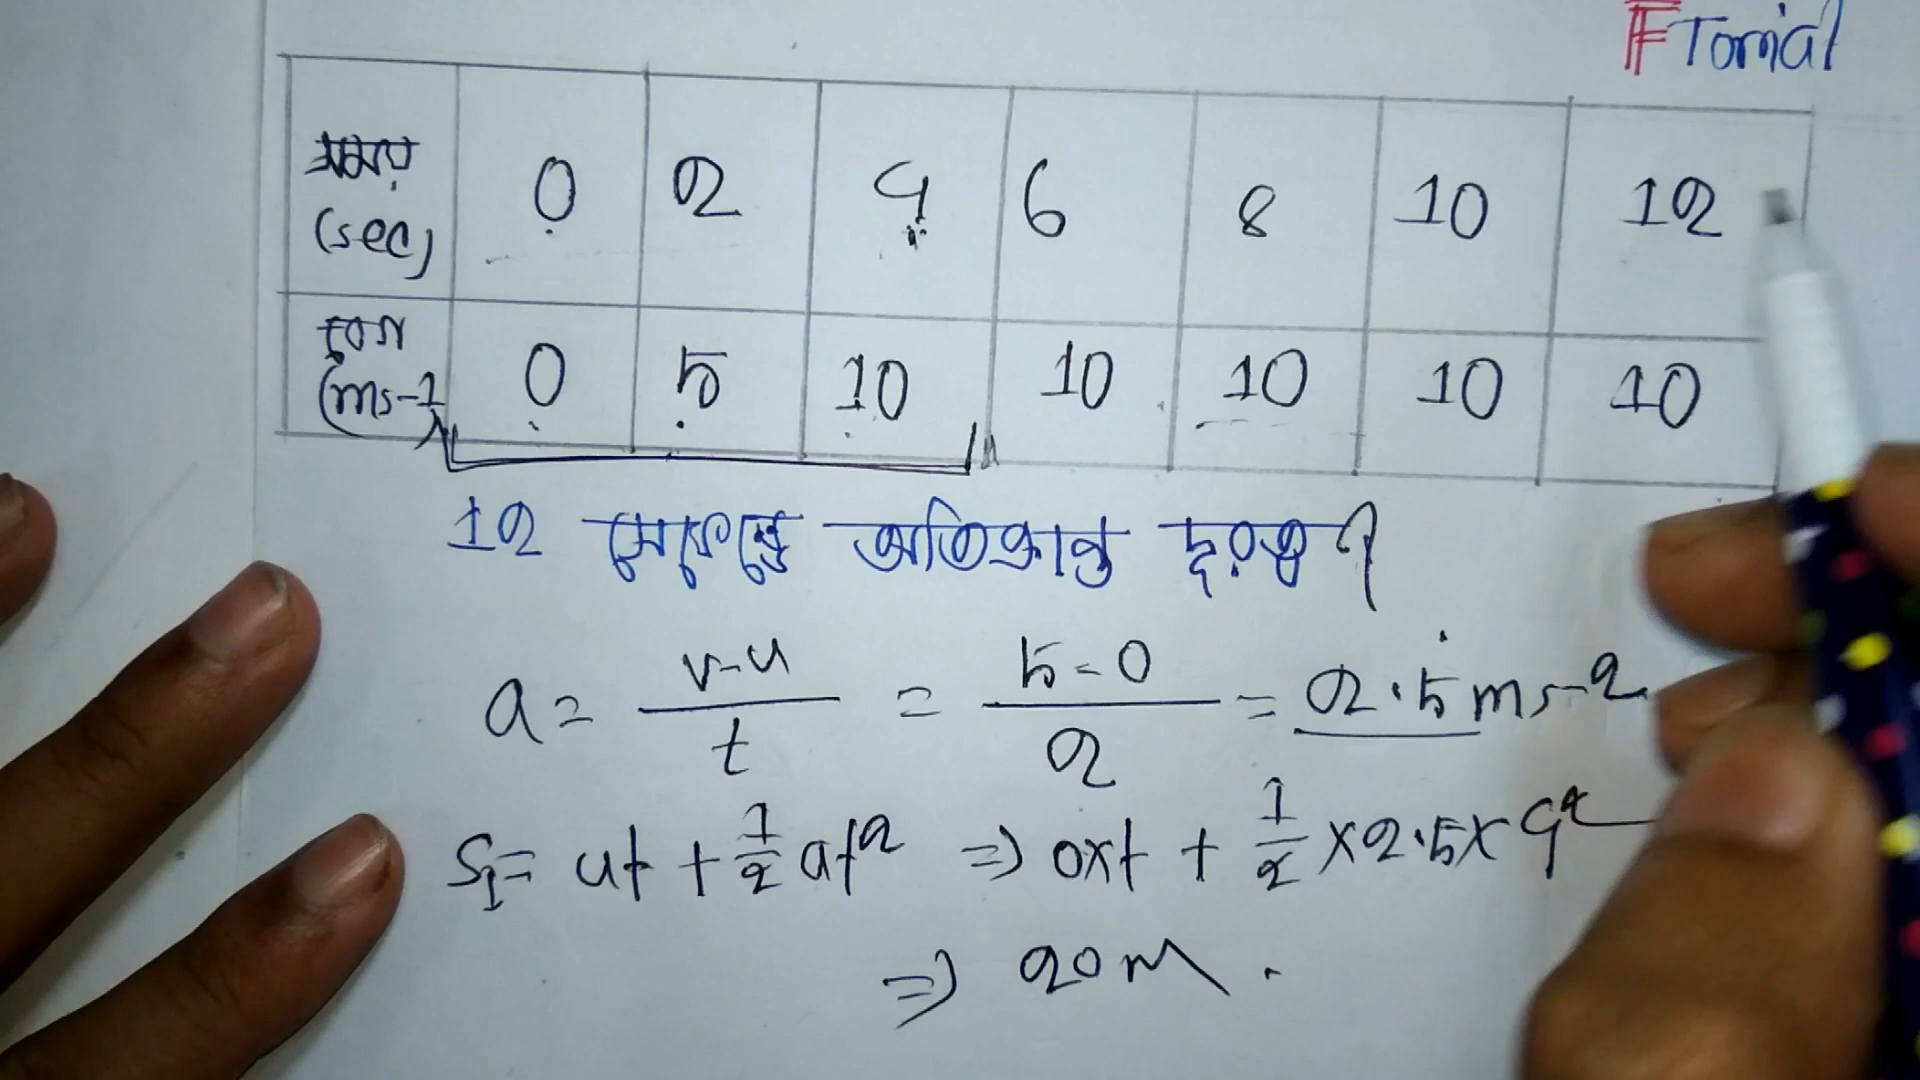 FTorial
সময় 0 2 4 6 8 10 12
(sec)
বেগ 0 5 10 10 10 10 10
(ms-1)
12 সেকেন্ডে অতিক্রান্ত দূরত্ব ?
a = v-u / t = 5-0 / 2 = 2.5 ms-2
S1 = ut + 1/2 at2 => 0xt + 1/2 x 2.5 x 4²
=> 20m.